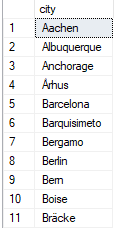 city
1 Aachen
2 Albuquerque
3 Anchorage
4 Århus
5 Barcelona
6 Barquisimeto
7 Bergamo
8 Berlin
9 Bern
10 Boise
11 Bräcke